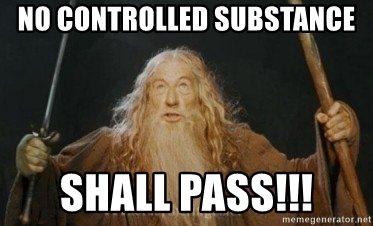 NO CONTROLLED SUBSTANCE
SHALL PASS!!!
memegenerator.net